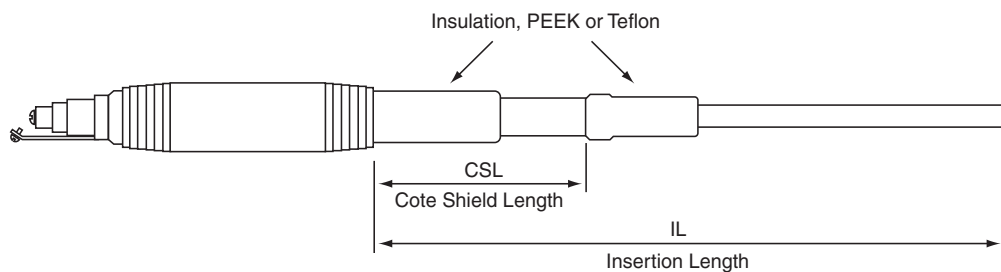 Insulation, PEEK or Teflon
CSL
Cote Shield Length
IL
Insertion Length